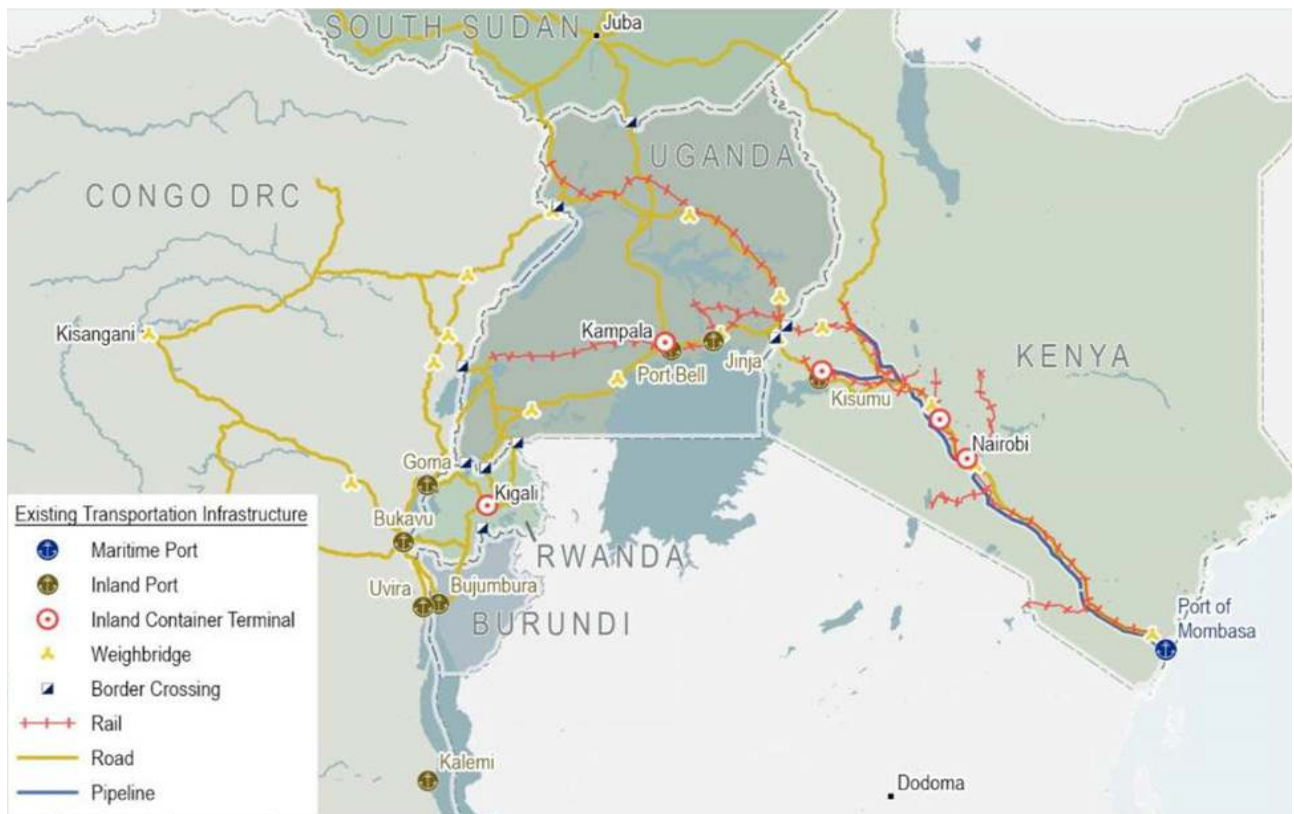 SOUTH SUDAN
Juba
UGANDA
CONGO DRC
Kisangani
Kampala
Port Bell
Jinja
KENYA
Kisumu
Nairobi
Goma
Kigali
Bukavu
RWANDA
Uvira
Bujumbura
BURUNDI
Port of
Mombasa
Kalemi
Dodoma
Existing Transportation Infrastructure
Maritime Port
Inland Port
Inland Container Terminal
Weighbridge
Border Crossing
Rail
Road
Pipeline